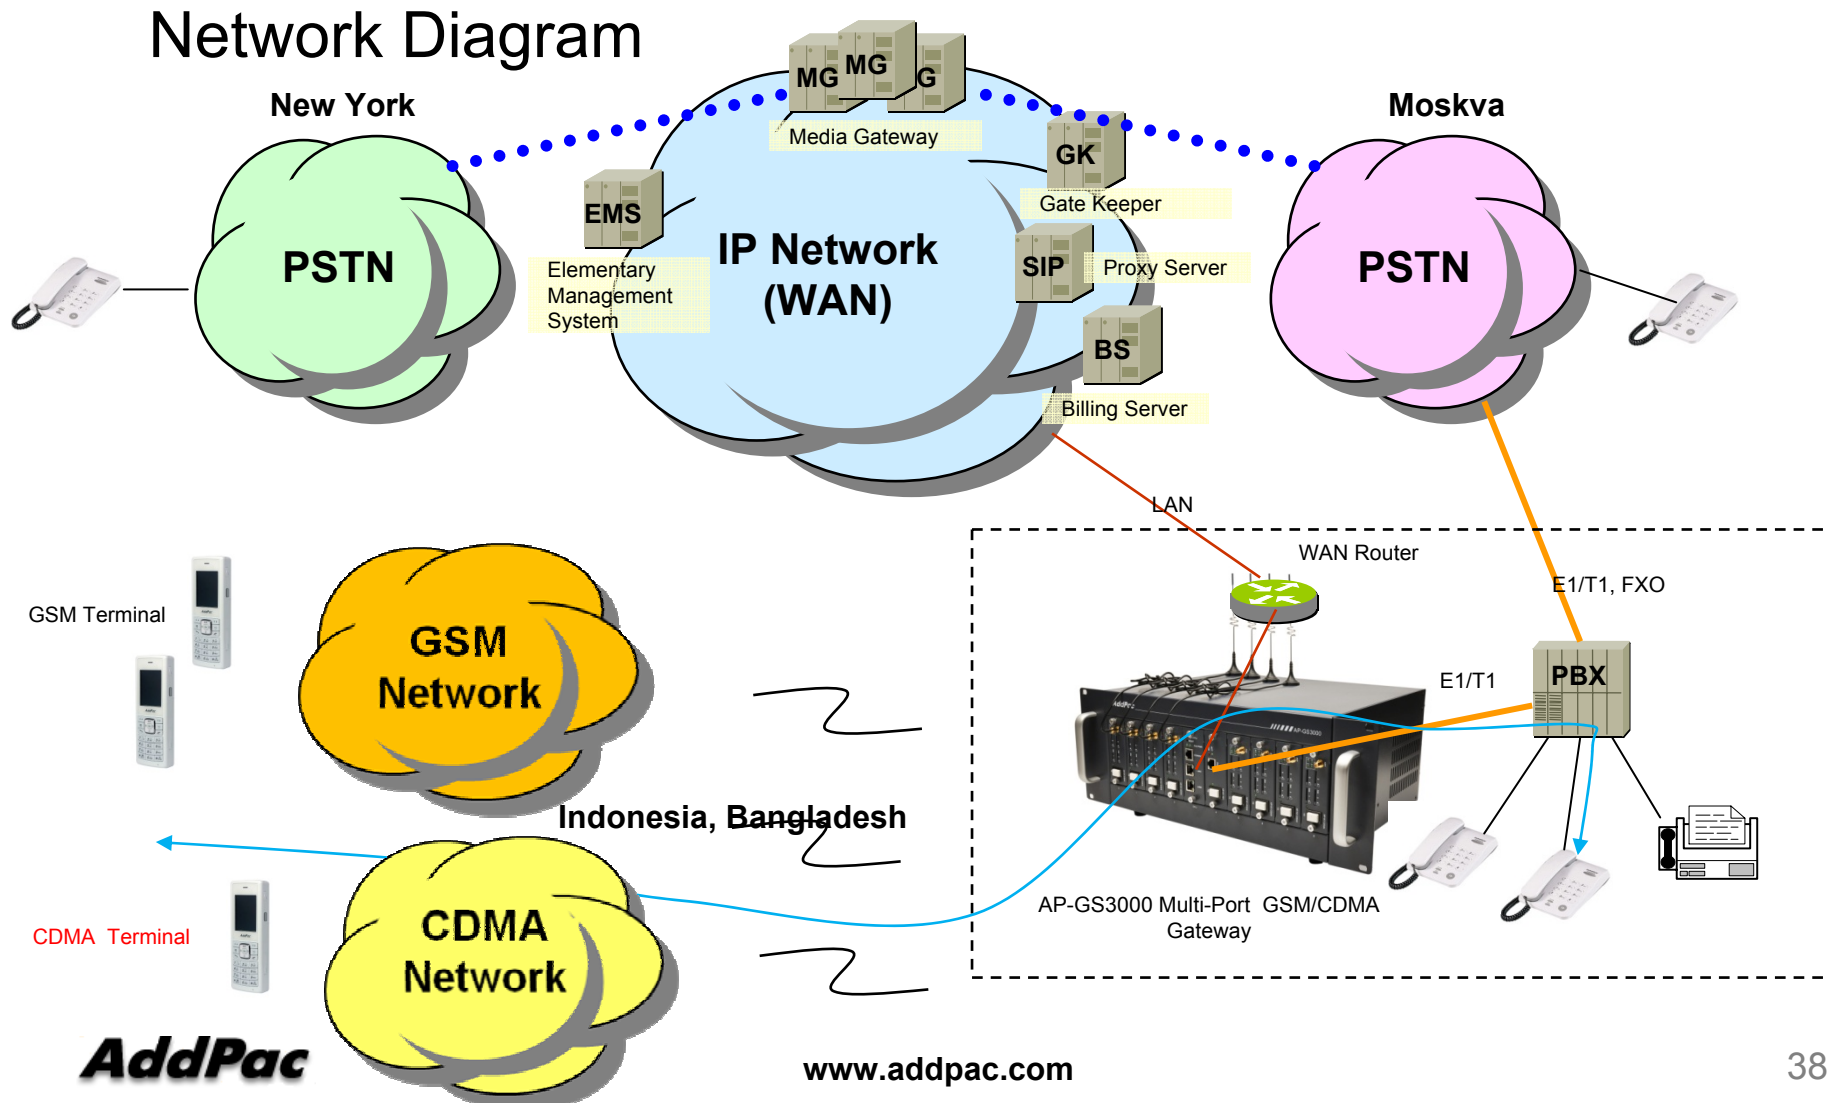 Network Diagram
New York
Moskva
MG
MG
G
Media Gateway
GK
Gate Keeper
EMS
Elementary
Management
System
PSTN
IP Network
(WAN)
SIP
Proxy Server
PSTN
BS
Billing Server
LAN
WAN Router
E1/T1, FXO
GSM Terminal
GSM
Network
E1/T1
PBX
AddPac
AP-GS3000
Indonesia, Bangladesh
CDMA Terminal
CDMA
Network
AP-GS3000 Multi-Port GSM/CDMA
Gateway
AddPac
www.addpac.com
38